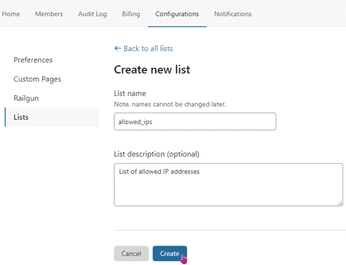 Home Members Audit Log Billing Configurations Notifications
← Back to all lists
Preferences
Create new list
Custom Pages
List name
Railgun
Note, names cannot be changed later.
Lists
allowed_ips
List description (optional)
List of allowed IP addresses
Cancel Create